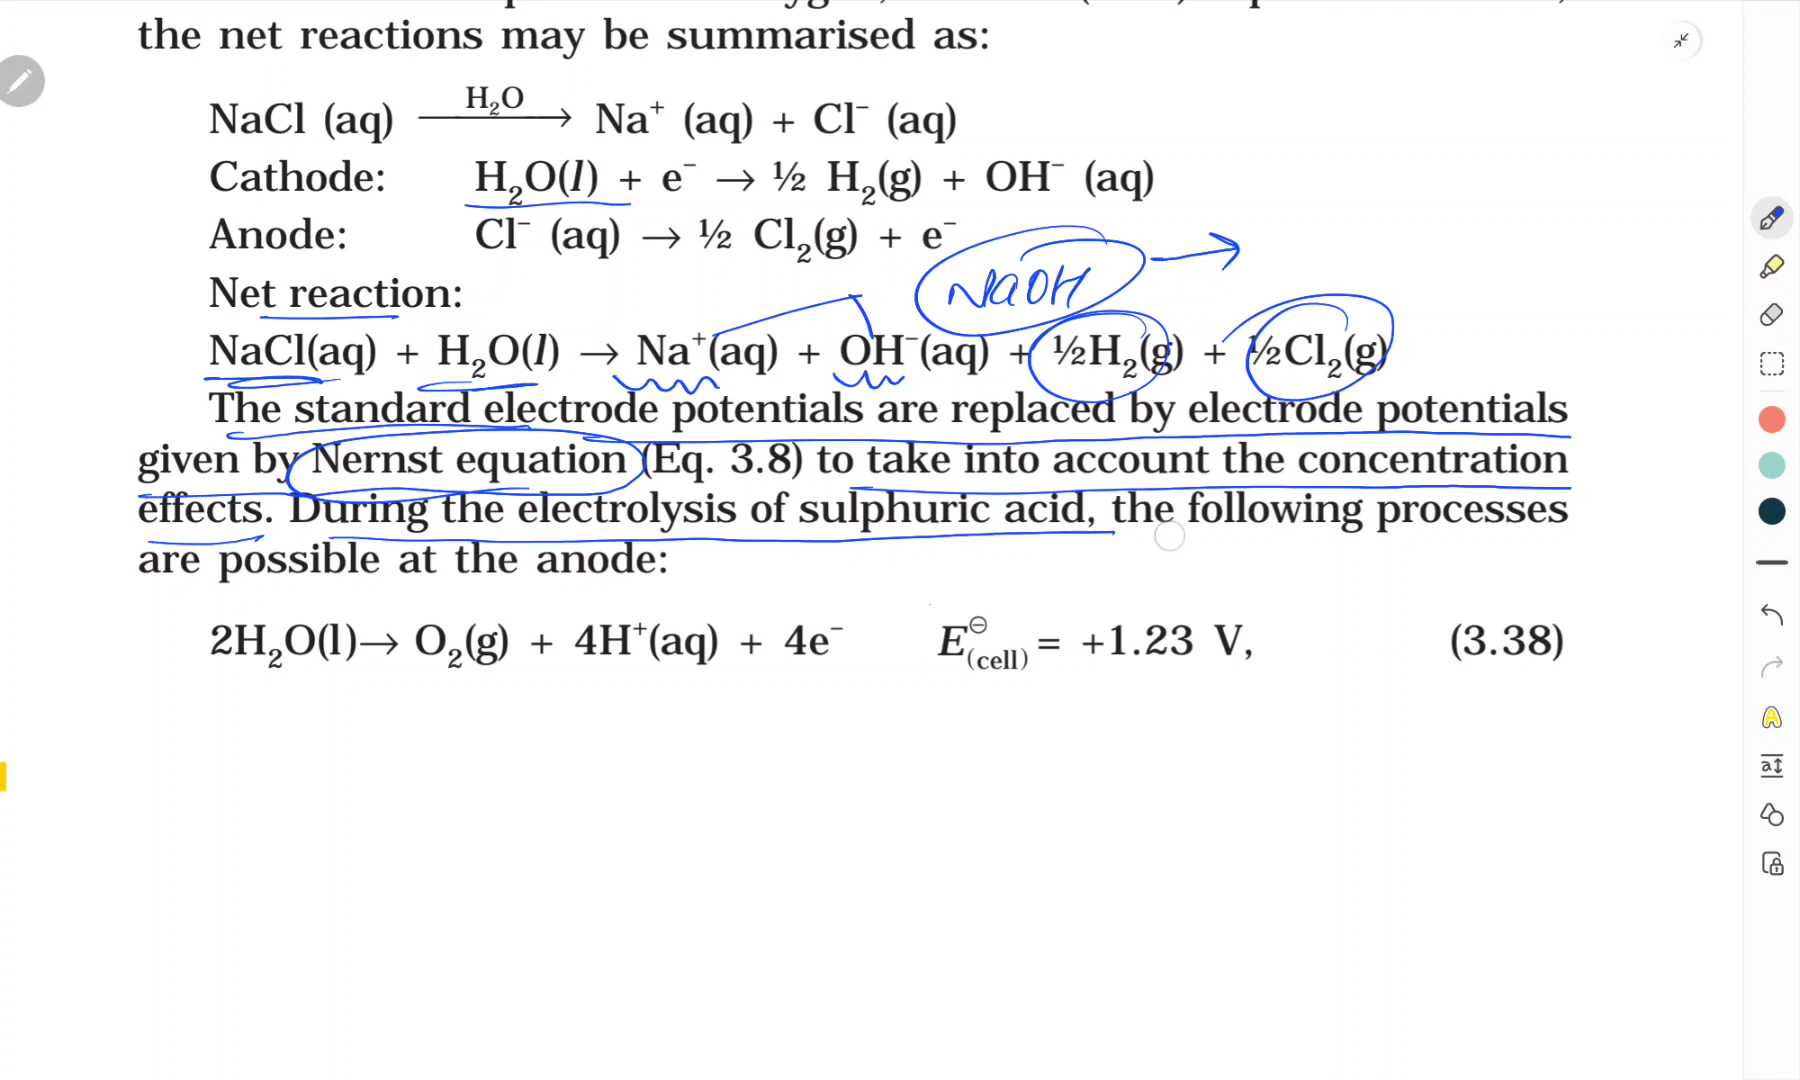 the net reactions may be summarised as:
NaCl (aq) —H₂O→ Na⁺ (aq) + Cl⁻ (aq)
Cathode: H₂O(l) + e⁻ → ½ H₂(g) + OH⁻ (aq)
Anode: Cl⁻ (aq) → ½ Cl₂(g) + e⁻
NaOH →
Net reaction:
NaCl(aq) + H₂O(l) → Na⁺(aq) + OH⁻(aq) + ½H₂(g) + ½Cl₂(g)
The standard electrode potentials are replaced by electrode potentials
given by Nernst equation (Eq. 3.8) to take into account the concentration
effects. During the electrolysis of sulphuric acid, the following processes
are possible at the anode:
2H₂O(l)→ O₂(g) + 4H⁺(aq) + 4e⁻ E⊖(cell) = +1.23 V, (3.38)